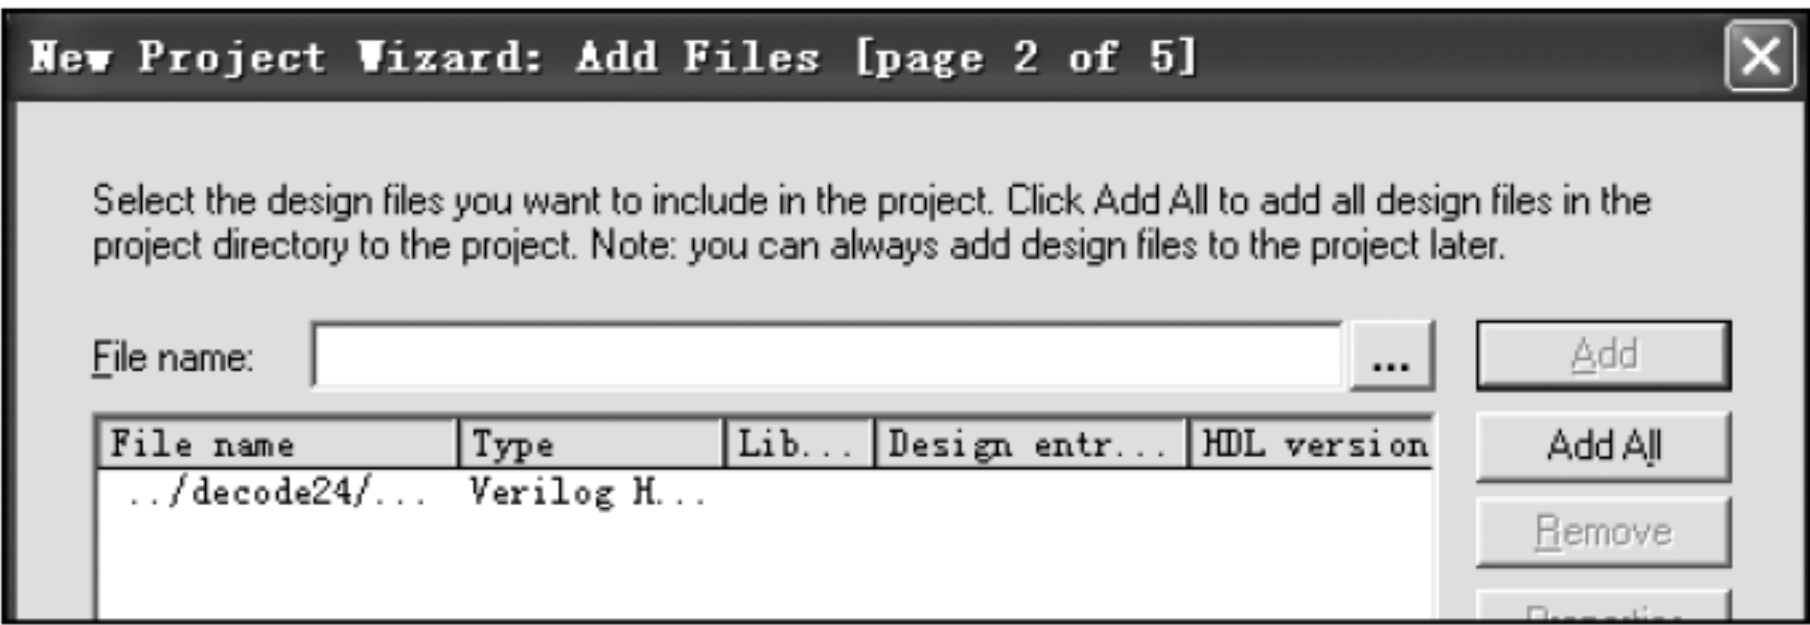 New Project Wizard: Add Files [page 2 of 5]
Select the design files you want to include in the project. Click Add All to add all design files in the
project directory to the project. Note: you can always add design files to the project later.
File name: ... Add
File name Type Lib... Design entr... HDL version Add All
../decode24/... Verilog H...
Remove